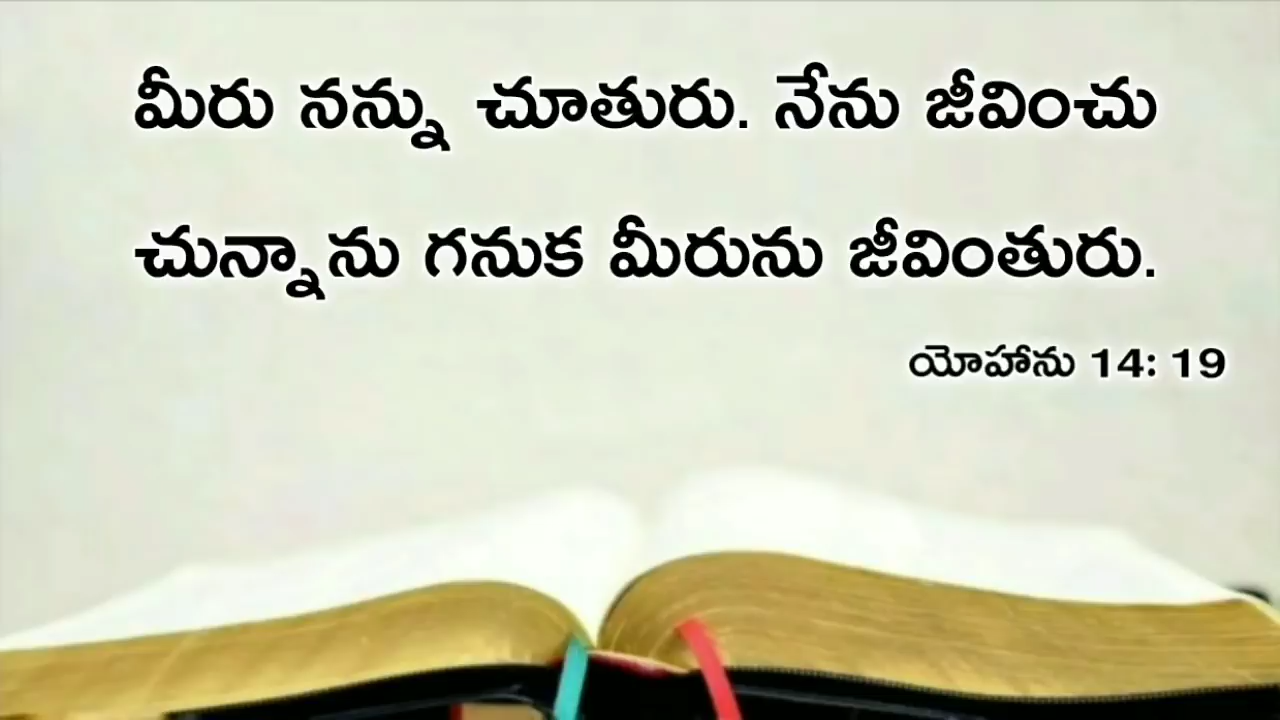 మీరు నన్ను చూతురు. నేను జీవించు
చున్నాను గనుక మీరును జీవింతురు.
యోహాను 14: 19